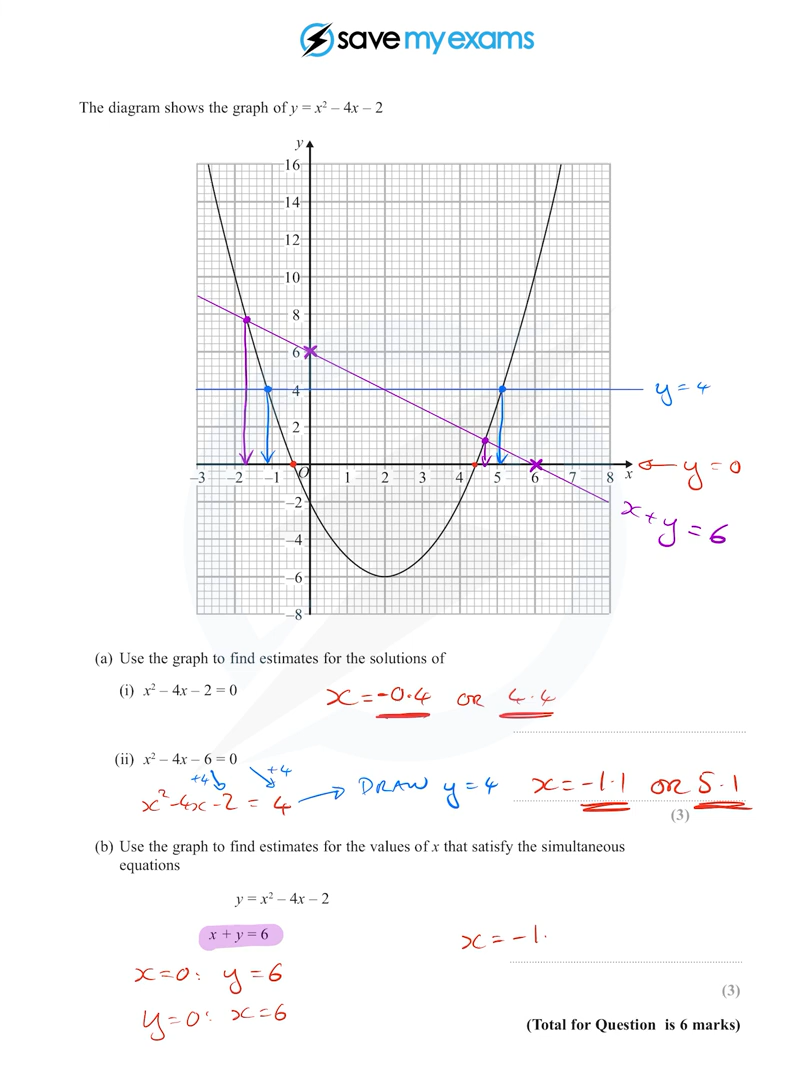 save my exams
The diagram shows the graph of y = x² – 4x – 2
y
16
14
12
10
8
6
4
y = 4
2
–3 –2 –1 O 1 2 3 4 5 6 7 8 x
y = 0
–2
x + y = 6
–4
–6
–8
(a) Use the graph to find estimates for the solutions of
(i) x² – 4x – 2 = 0
x = -0.4 OR 4.4
(ii) x² – 4x – 6 = 0
+4 +4
x² -4x -2 = 4 → DRAW y = 4 x = -1.1 OR 5.1
(3)
(b) Use the graph to find estimates for the values of x that satisfy the simultaneous
equations
y = x² – 4x – 2
x + y = 6
x = -1.
x=0: y = 6
(3)
y=0: x=6
(Total for Question is 6 marks)